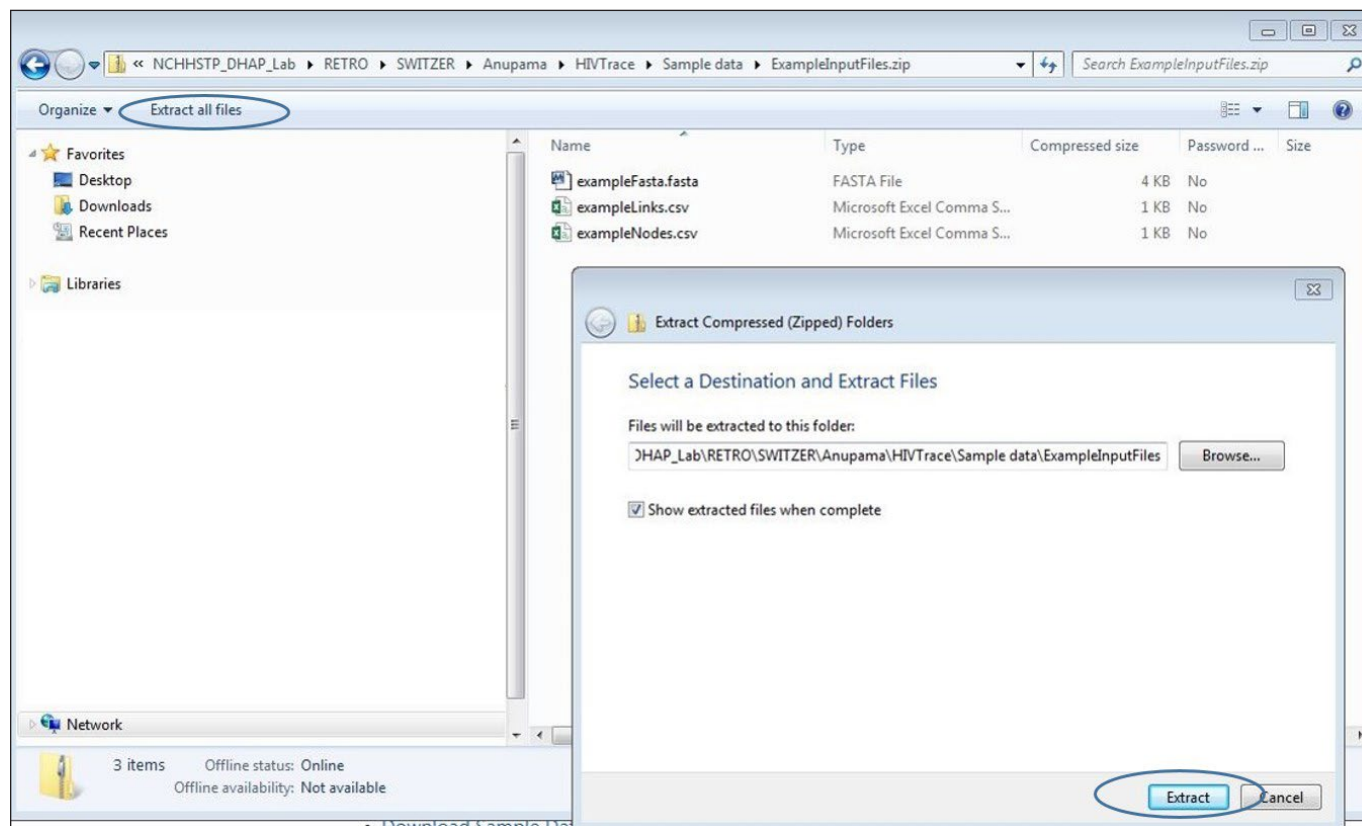 « NCHHSTP_DHAP_Lab ▸ RETRO ▸ SWITZER ▸ Anupama ▸ HIVTrace ▸ Sample data ▸ ExampleInputFiles.zip Search ExampleInputFiles.zip
Organize Extract all files
Favorites
Desktop
Downloads
Recent Places
Libraries
Network
Name Type Compressed size Password ... Size
exampleFasta.fasta FASTA File 4 KB No
exampleLinks.csv Microsoft Excel Comma S... 1 KB No
exampleNodes.csv Microsoft Excel Comma S... 1 KB No
Extract Compressed (Zipped) Folders
Select a Destination and Extract Files
Files will be extracted to this folder:
DHAP_Lab\RETRO\SWITZER\Anupama\HIVTrace\Sample data\ExampleInputFiles Browse...
Show extracted files when complete
Extract Cancel
3 items Offline status: Online
Offline availability: Not available
Download Sample Dat